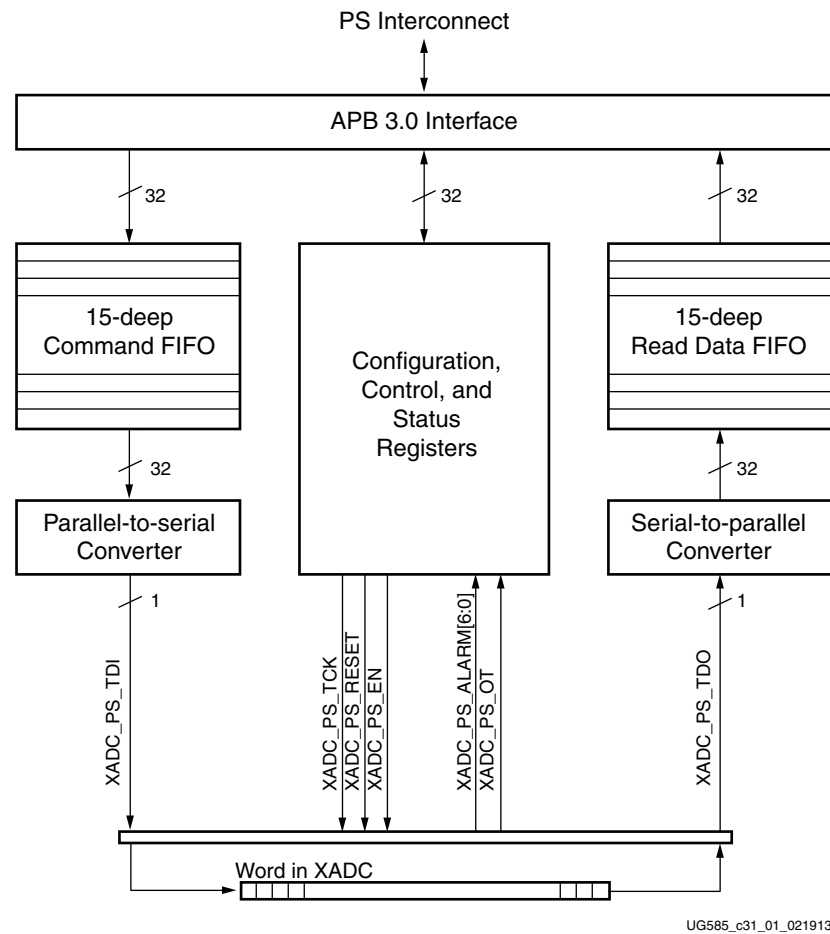 PS Interconnect
APB 3.0 Interface
32
32
32
15-deep
Command FIFO
Configuration,
Control, and
Status
Registers
15-deep
Read Data FIFO
32
32
Parallel-to-serial
Converter
Serial-to-parallel
Converter
1
1
XADC_PS_TDI
XADC_PS_TCK
XADC_PS_RESET
XADC_PS_EN
XADC_PS_ALARM[6:0]
XADC_PS_OT
XADC_PS_TDO
Word in XADC
UG585_c31_01_021913